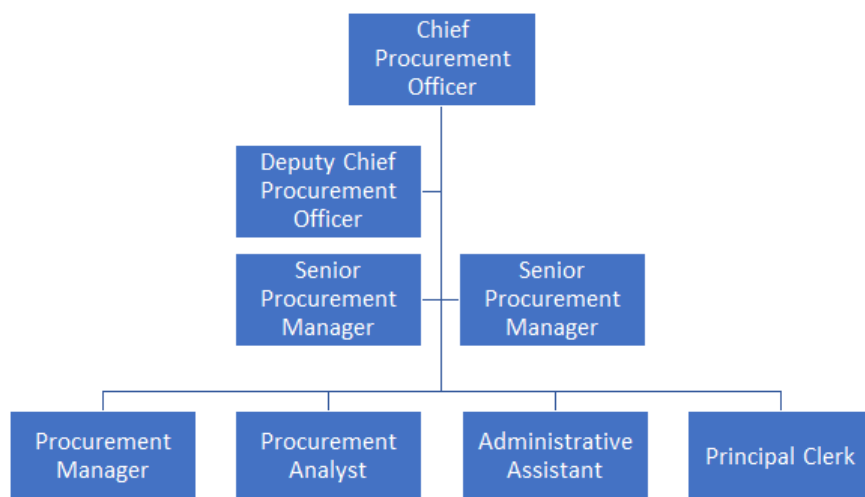 Chief
Procurement
Officer
Deputy Chief
Procurement
Officer
Senior
Procurement
Manager
Senior
Procurement
Manager
Procurement
Manager
Procurement
Analyst
Administrative
Assistant
Principal Clerk